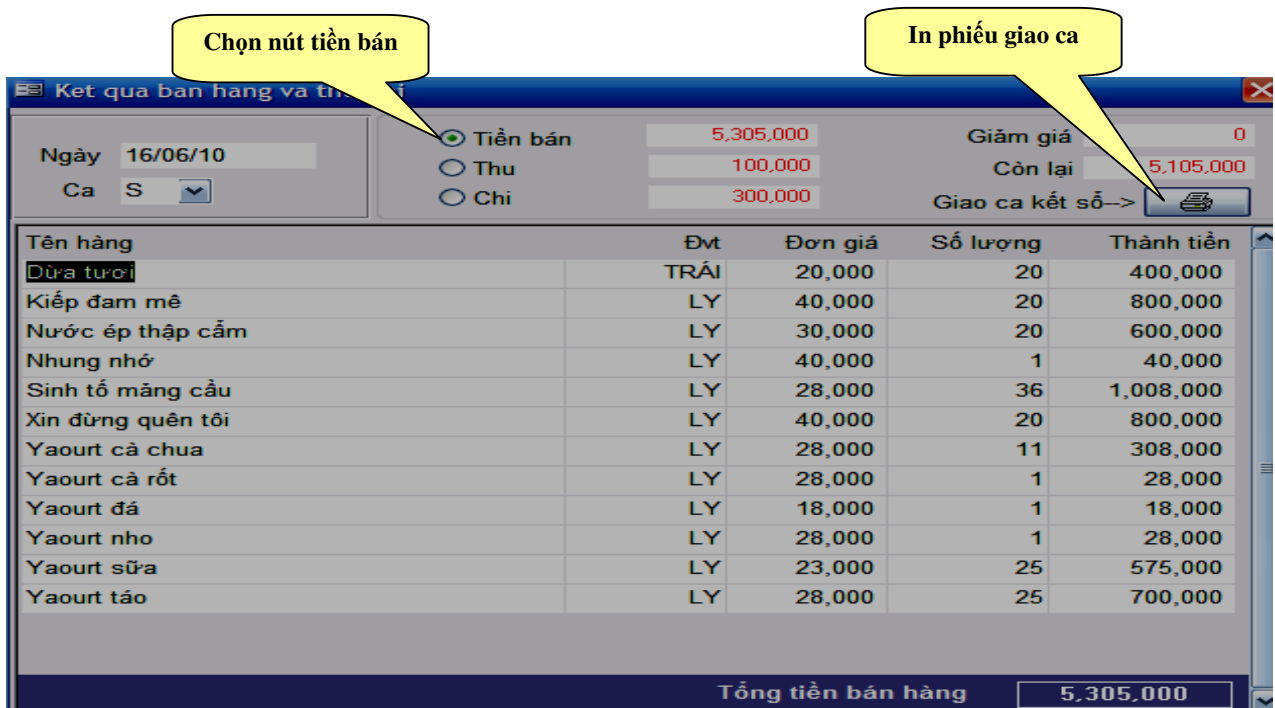 Chọn nút tiền bán
In phiếu giao ca
Ket qua ban hang va
Ngày 16/06/10
Ca S
Tiền bán 5,305,000
Thu 100,000
Chi 300,000
Giảm giá 0
Còn lại 5,105,000
Giao ca kết sổ-->
Tên hàng Đvt Đơn giá Số lượng Thành tiền
Dừa tươi TRÁI 20,000 20 400,000
Kiếp đam mê LY 40,000 20 800,000
Nước ép thập cẩm LY 30,000 20 600,000
Nhung nhớ LY 40,000 1 40,000
Sinh tố mãng cầu LY 28,000 36 1,008,000
Xin đừng quên tôi LY 40,000 20 800,000
Yaourt cà chua LY 28,000 11 308,000
Yaourt cà rốt LY 28,000 1 28,000
Yaourt đá LY 18,000 1 18,000
Yaourt nho LY 28,000 1 28,000
Yaourt sữa LY 23,000 25 575,000
Yaourt táo LY 28,000 25 700,000
Tổng tiền bán hàng 5,305,000